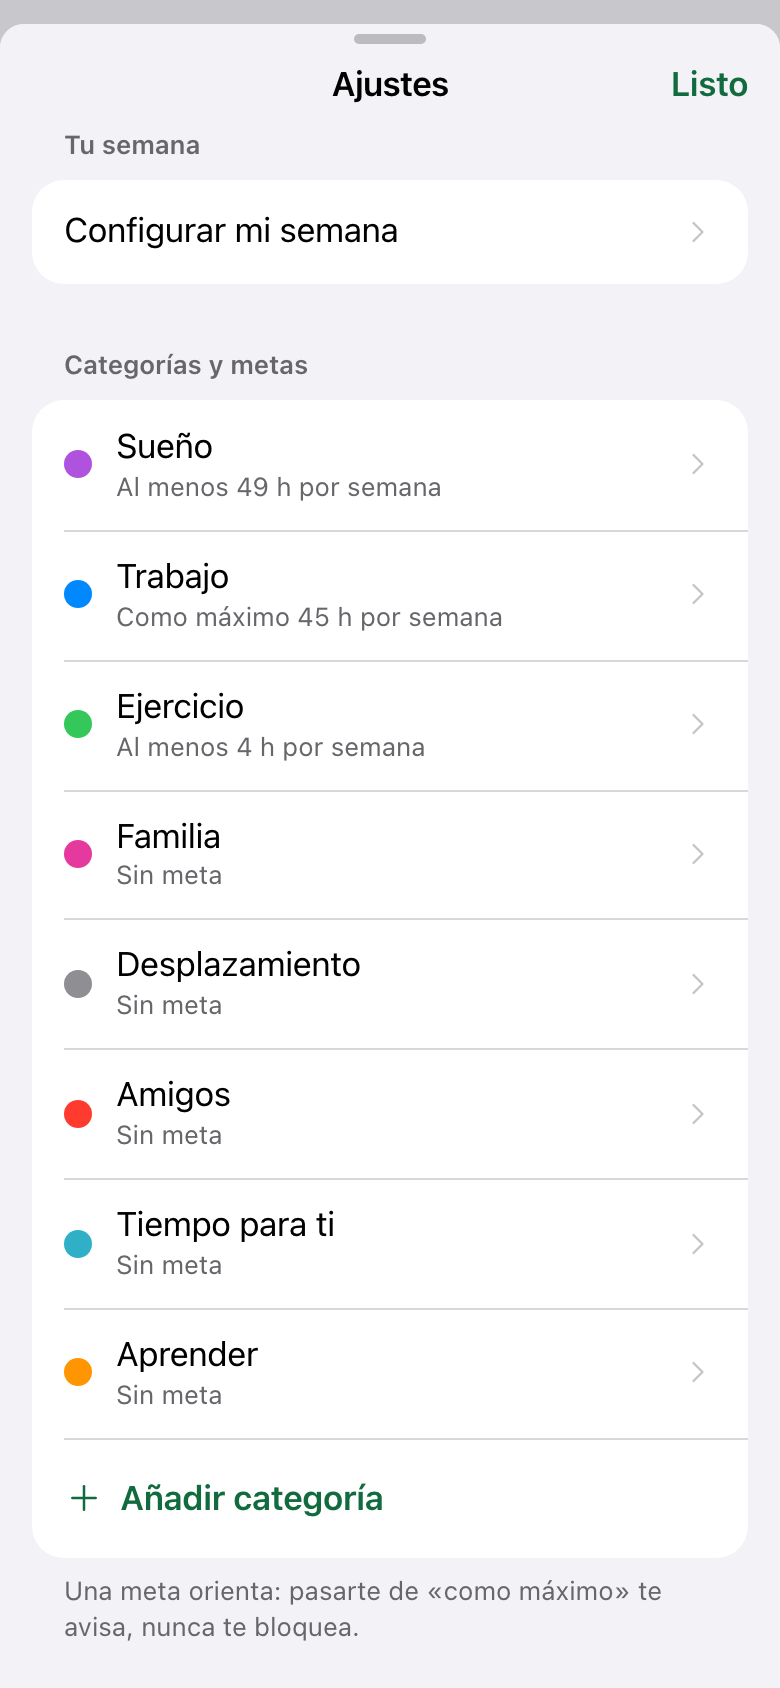 Ajustes
Listo
Tu semana
Configurar mi semana
Categorías y metas
Sueño
Al menos 49 h por semana
Trabajo
Como máximo 45 h por semana
Ejercicio
Al menos 4 h por semana
Familia
Sin meta
Desplazamiento
Sin meta
Amigos
Sin meta
Tiempo para ti
Sin meta
Aprender
Sin meta
+ Añadir categoría
Una meta orienta: pasarte de «como máximo» te
avisa, nunca te bloquea.